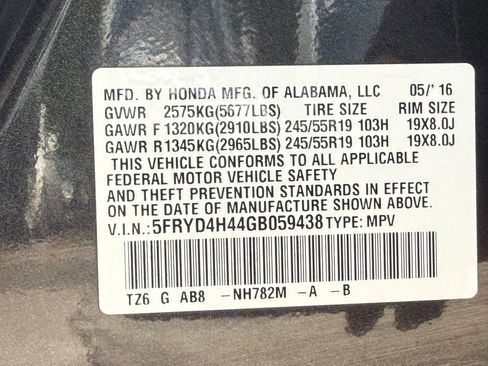 MFD. BY HONDA MFG. OF ALABAMA, LLC 05/'16
GVWR 2575KG(5677LBS) TIRE SIZE RIM SIZE
GAWR F 1320KG (2910LBS) 245/55R19 103H 19X8.0J
GAWR R 1345KG (2965LBS) 245/55R19 103H 19X8.0J
THIS VEHICLE CONFORMS TO ALL APPLICABLE
FEDERAL MOTOR VEHICLE SAFETY
AND THEFT PREVENTION STANDARDS IN EFFECT
ON THE DATE OF MANUFACTURE SHOWN ABOVE.
V.I.N.:5FRYD4H44GB059438 TYPE: MPV
TZ6 G AB8 -NH782M -A -B